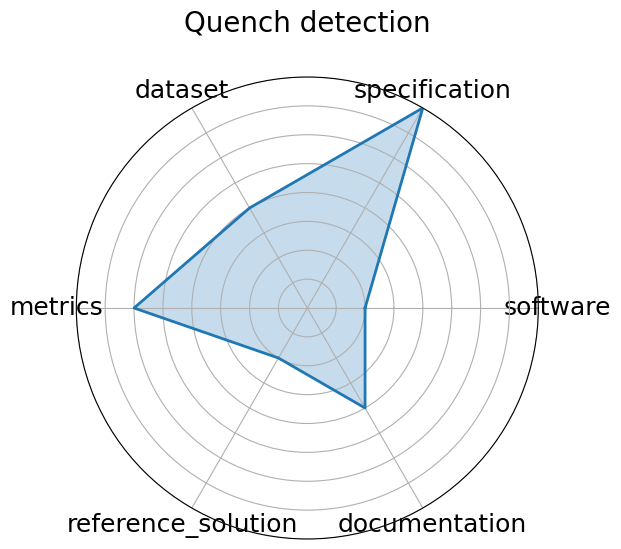 Quench detection
dataset
specification
metrics
software
reference_solution
documentation